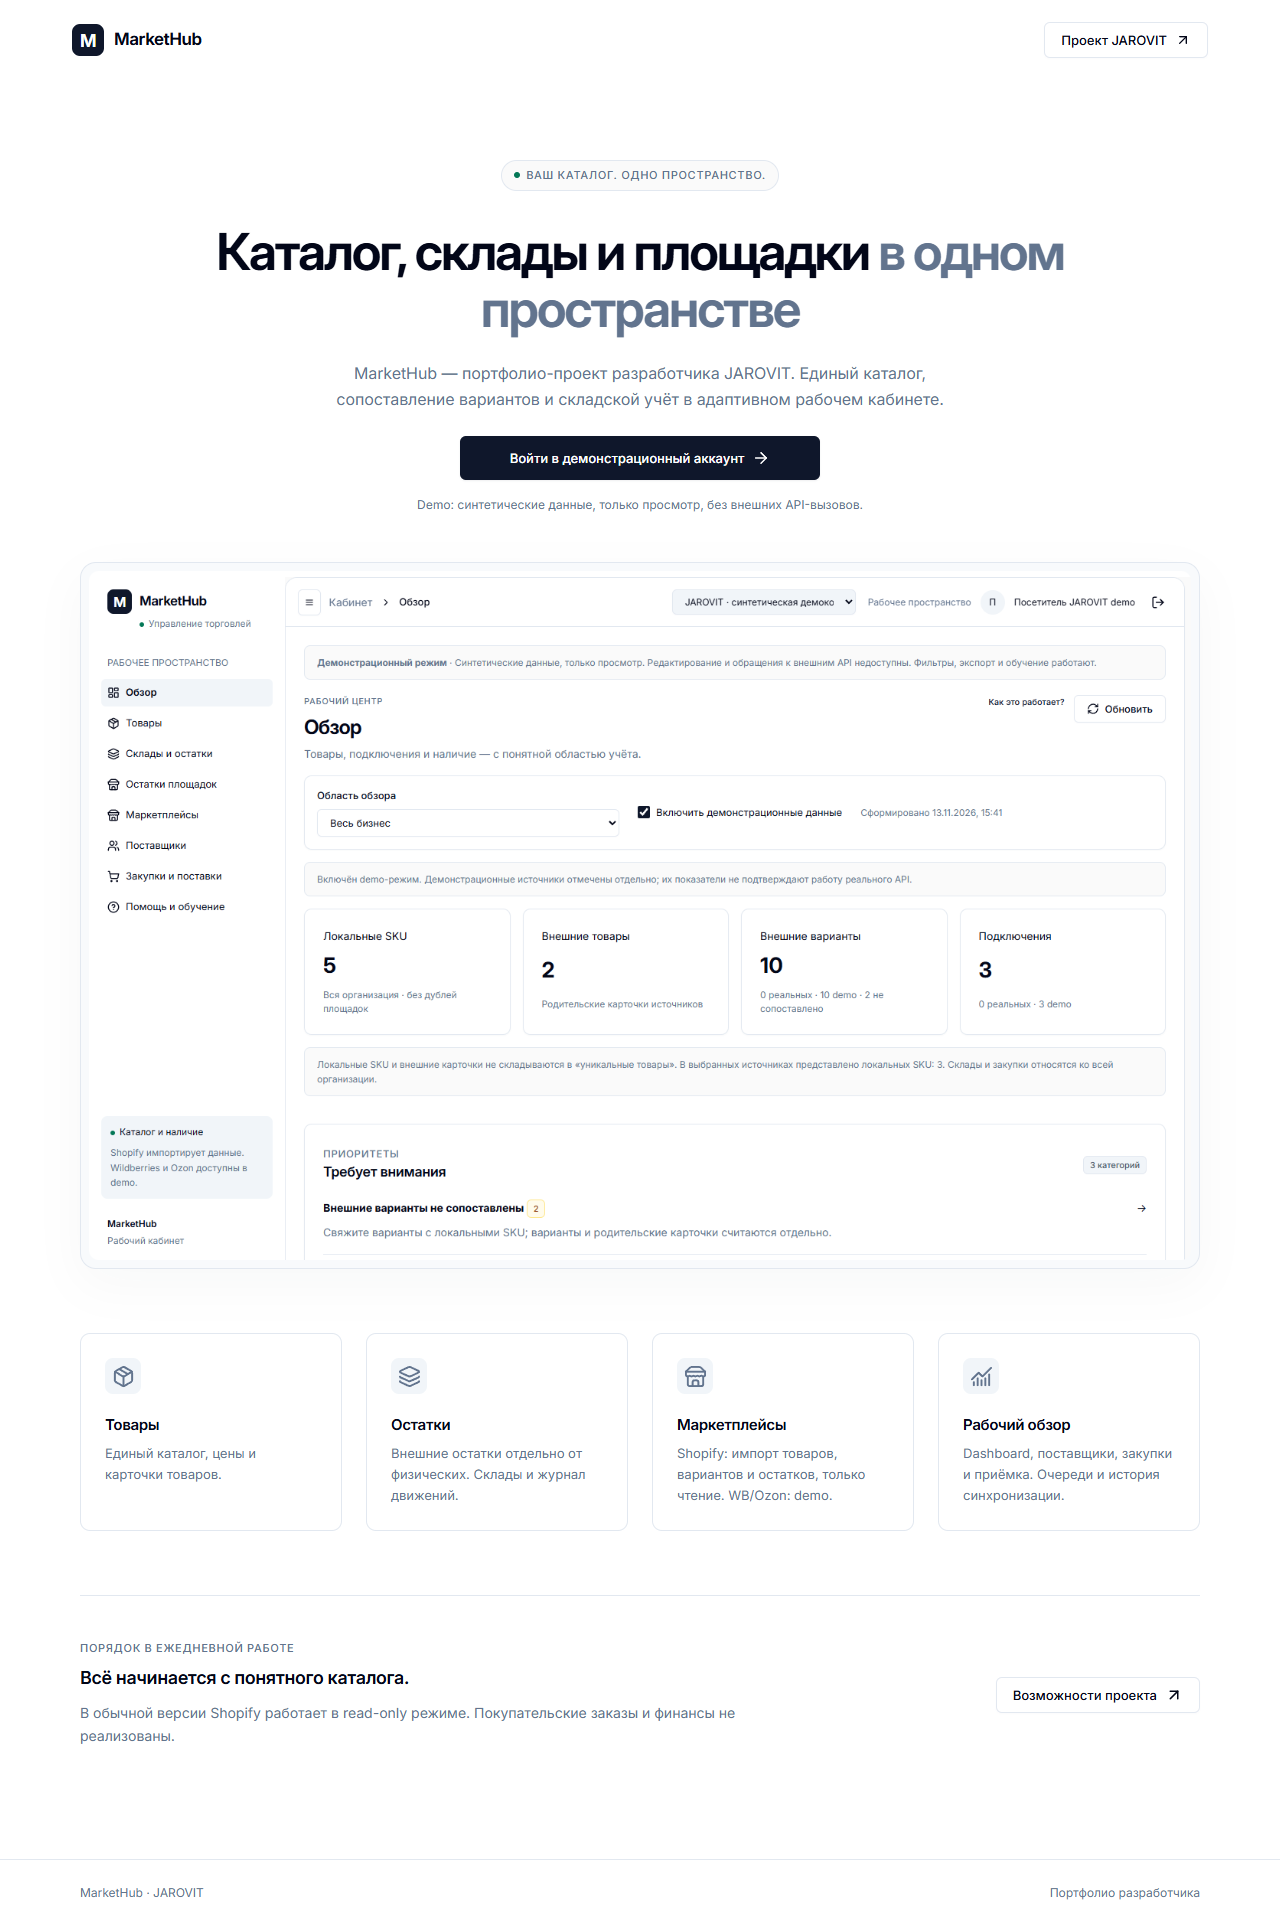 M MarketHub
Проект JAROVIT
ВАШ КАТАЛОГ. ОДНО ПРОСТРАНСТВО.
Каталог, склады и площадки в одном
пространстве
MarketHub — портфолио-проект разработчика JAROVIT. Единый каталог,
сопоставление вариантов и складской учёт в адаптивном рабочем кабинете.
Войти в демонстрационный аккаунт
Demo: синтетические данные, только просмотр, без внешних API-вызовов.
M MarketHub
Управление торговлей
РАБОЧЕЕ ПРОСТРАНСТВО
Обзор
Товары
Склады и остатки
Остатки площадок
Маркетплейсы
Поставщики
Закупки и поставки
Помощь и обучение
Каталог и наличие
Shopify импортирует данные.
Wildberries и Ozon доступны в
demo.
MarketHub
Рабочий кабинет
Кабинет
Обзор
JAROVIT · синтетическая демонс
Рабочее пространство
П
Посетитель JAROVIT demo
Демонстрационный режим · Синтетические данные, только просмотр. Редактирование и обращения к внешним API недоступны. Фильтры, экспорт и обучение работают.
РАБОЧИЙ ЦЕНТР
Обзор
Товары, подключения и наличие — с понятной областью учёта.
Как это работает?
Обновить
Область обзора
Весь бизнес
Включить демонстрационные данные
Сформировано 13.11.2026, 15:41
Включён demo-режим. Демонстрационные источники отмечены отдельно; их показатели не подтверждают работу реального API.
Локальные SKU
5
Вся организация · без дублей
площадок
Внешние товары
2
Родительские карточки источников
Внешние варианты
10
0 реальных · 10 demo · 2 не
сопоставлено
Подключения
3
0 реальных · 3 demo
Локальные SKU и внешние карточки не складываются в «уникальные товары». В выбранных источниках представлено локальных SKU: 3. Склады и закупки относятся ко всей
организации.
ПРИОРИТЕТЫ
Требует внимания
3 категорий
Внешние варианты не сопоставлены 2
Свяжите варианты с локальными SKU; варианты и родительские карточки считаются отдельно.
Товары
Единый каталог, цены и
карточки товаров.
Остатки
Внешние остатки отдельно от
физических. Склады и журнал
движений.
Маркетплейсы
Shopify: импорт товаров,
вариантов и остатков, только
чтение. WB/Ozon: demo.
Рабочий обзор
Dashboard, поставщики, закупки
и приёмка. Очереди и история
синхронизации.
ПОРЯДОК В ЕЖЕДНЕВНОЙ РАБОТЕ
Всё начинается с понятного каталога.
В обычной версии Shopify работает в read-only режиме. Покупательские заказы и финансы не
реализованы.
Возможности проекта
MarketHub · JAROVIT
Портфолио разработчика